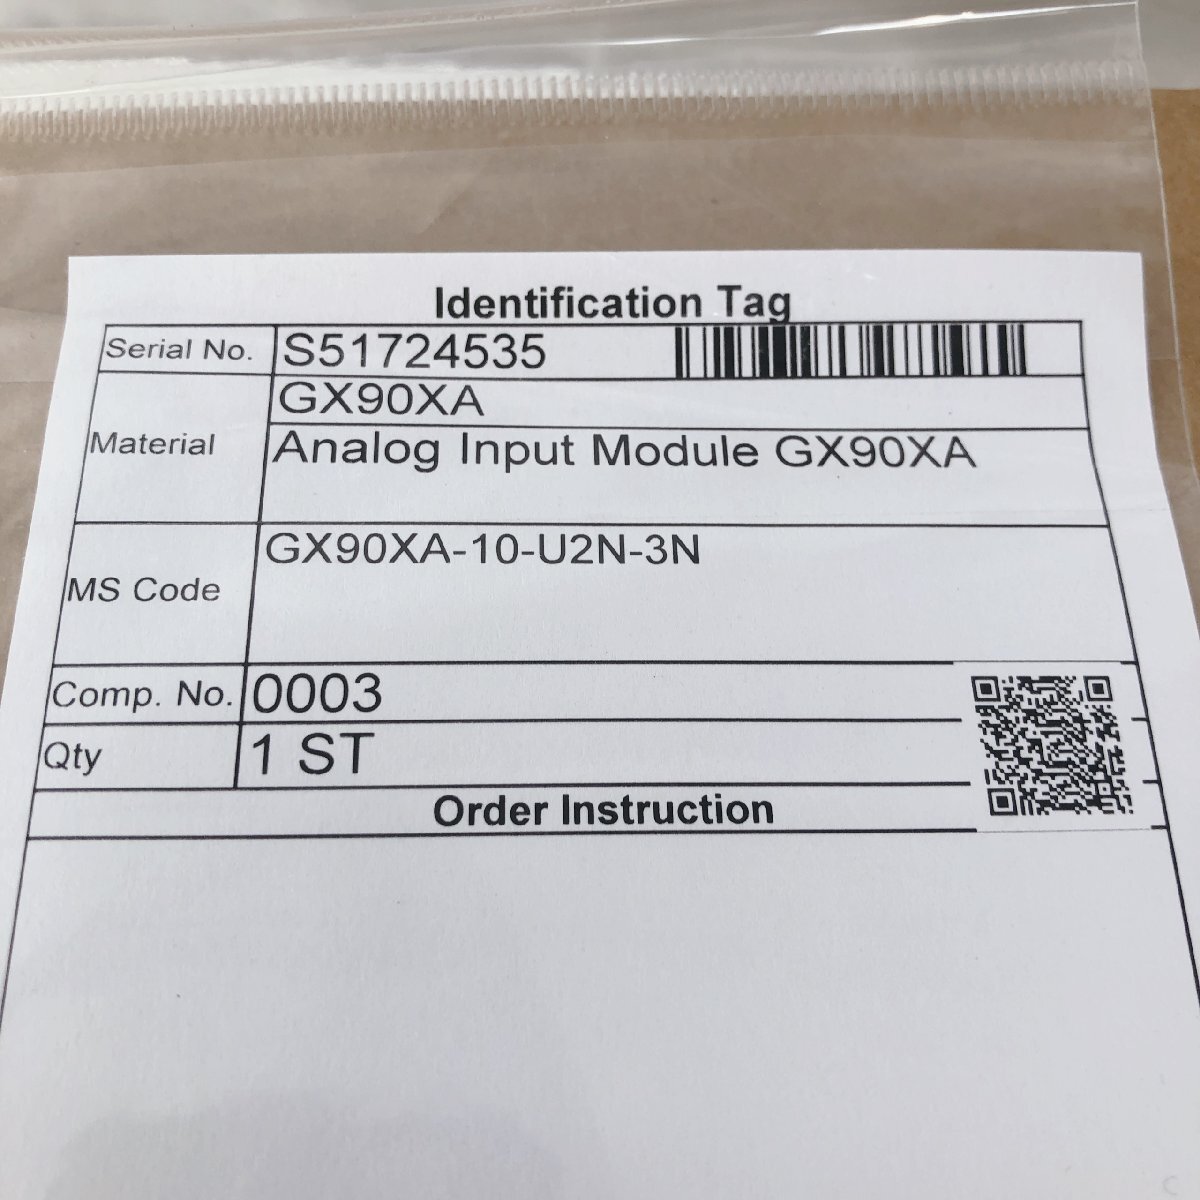 Identification Tag
Serial No. S51724535
Material GX90XA
Analog Input Module GX90XA
MS Code GX90XA-10-U2N-3N
Comp. No. 0003
Qty 1 ST
Order Instruction